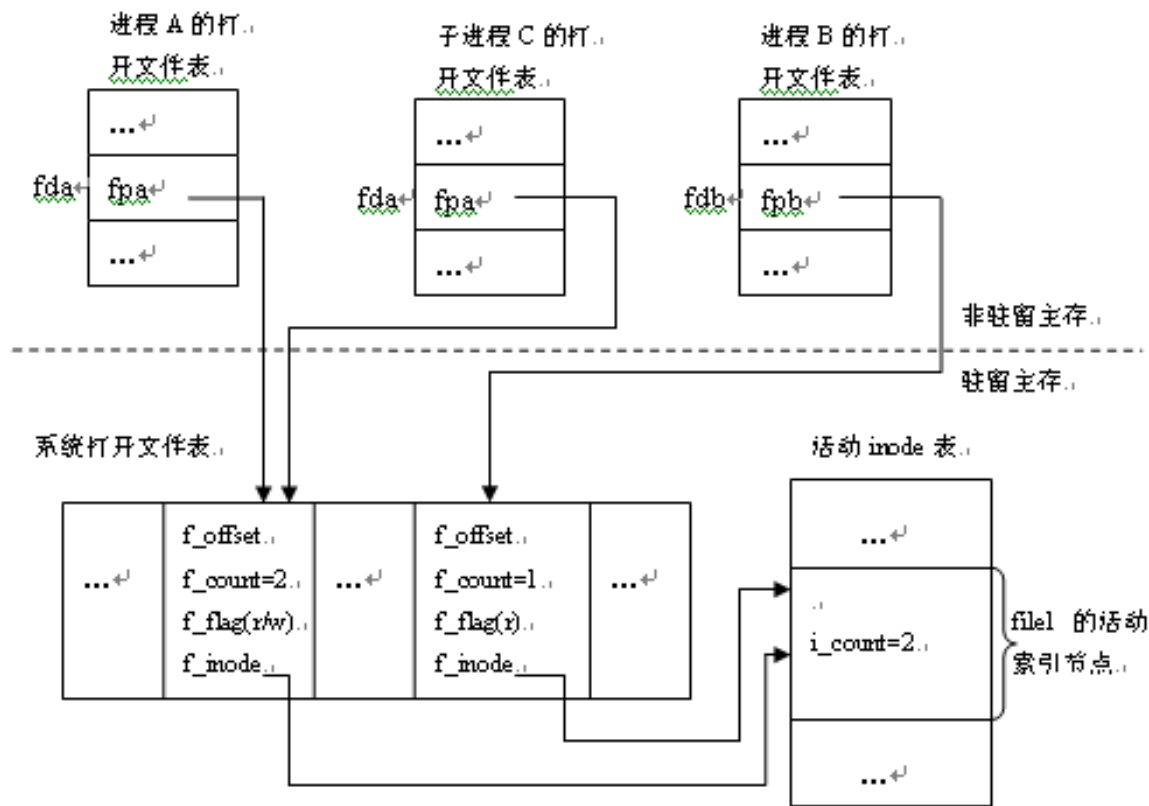 进程 A 的打
开文件表
子进程 C 的打
开文件表
进程 B 的打
开文件表
...
...
...
fda
fpa
fda
fpa
fdb
fpb
...
...
...
非驻留主存
驻留主存
系统打开文件表
活动 inode 表
...
f_offset
f_count=2
f_flag(r/w)
f_inode
...
f_offset
f_count=1
f_flag(r)
f_inode
...
...
i_count=2
file1 的活动
索引节点
...